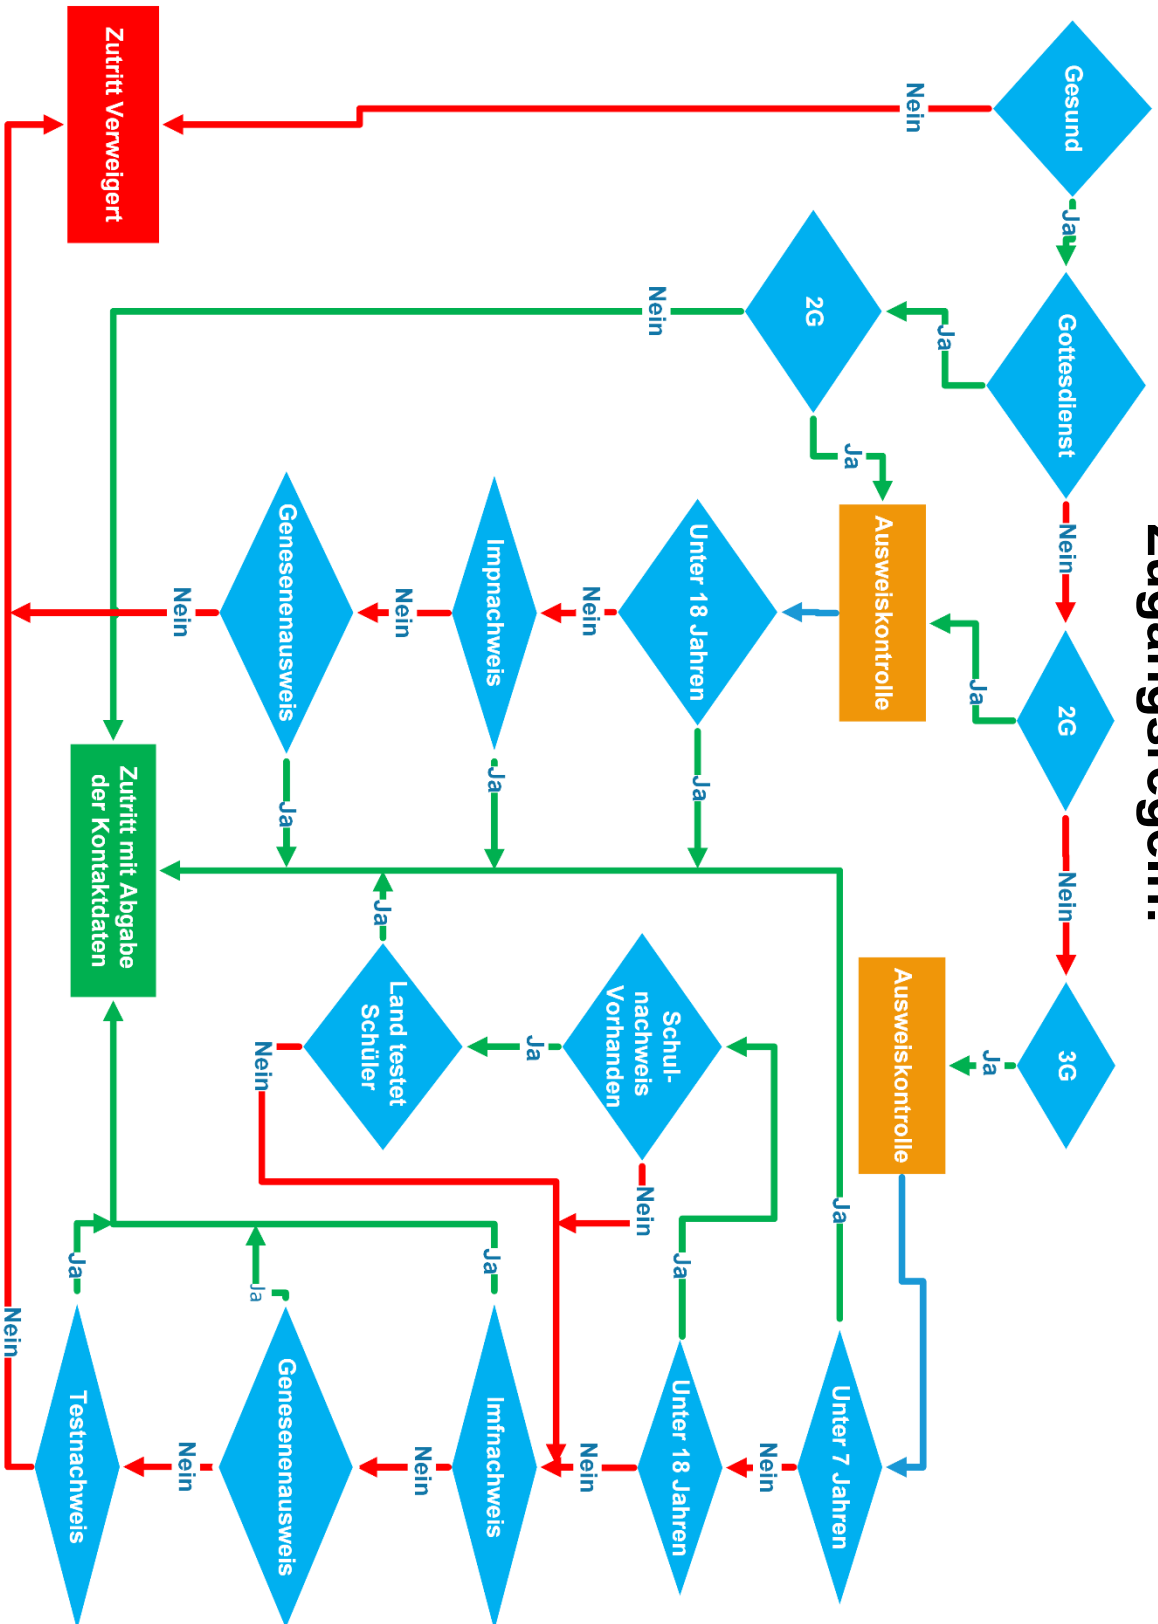 Zugangsregeln:
Gesund
Ja
Gottesdienst
Nein
2G
Nein
3G
Nein
Ja
Ja
Ja
2G
Ja
Ausweiskontrolle
Ausweiskontrolle
Nein
Unter 18 Jahren
Ja
Ja
Unter 7 Jahren
Nein
Schul-
nachweis
Vorhanden
Nein
Ja
Unter 18 Jahren
Nein
Ja
Nein
Impnachweis
Ja
Ja
Imfnachweis
Nein
Land testet
Schüler
Ja
Nein
Nein
Genesenenausweis
Ja
Ja
Genesenenausweis
Nein
Nein
Zutritt Verweigert
Zutritt mit Abgabe
der Kontaktdaten
Ja
Testnachweis
Nein